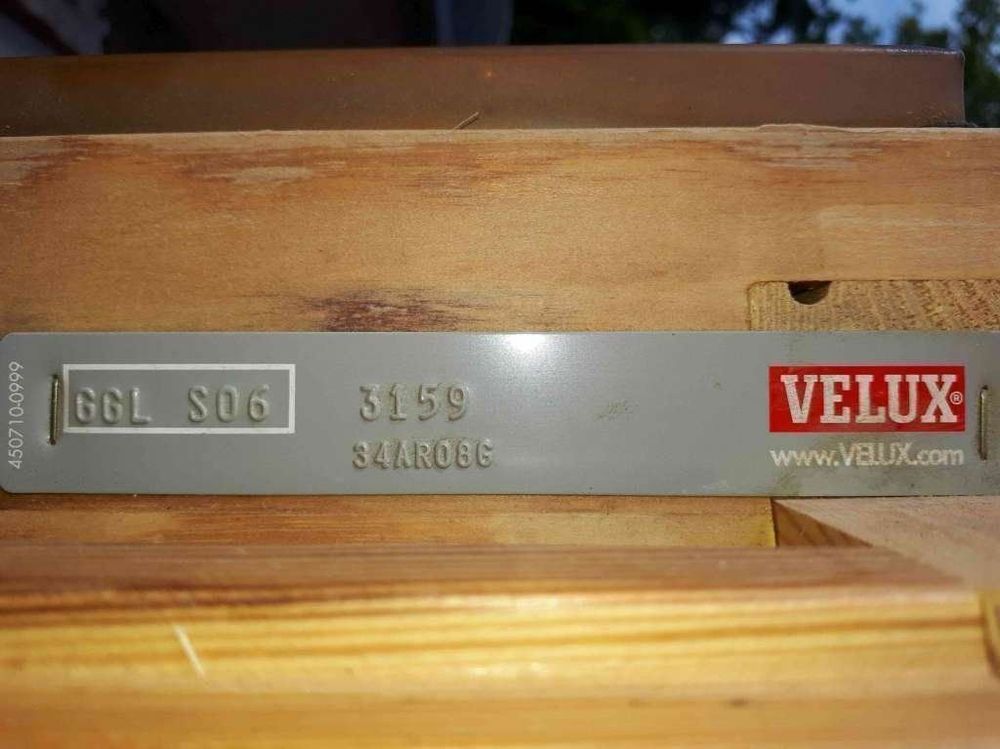 450710-0999
GGL S06 3159
34AR08G
VELUX®
www.VELUX.com